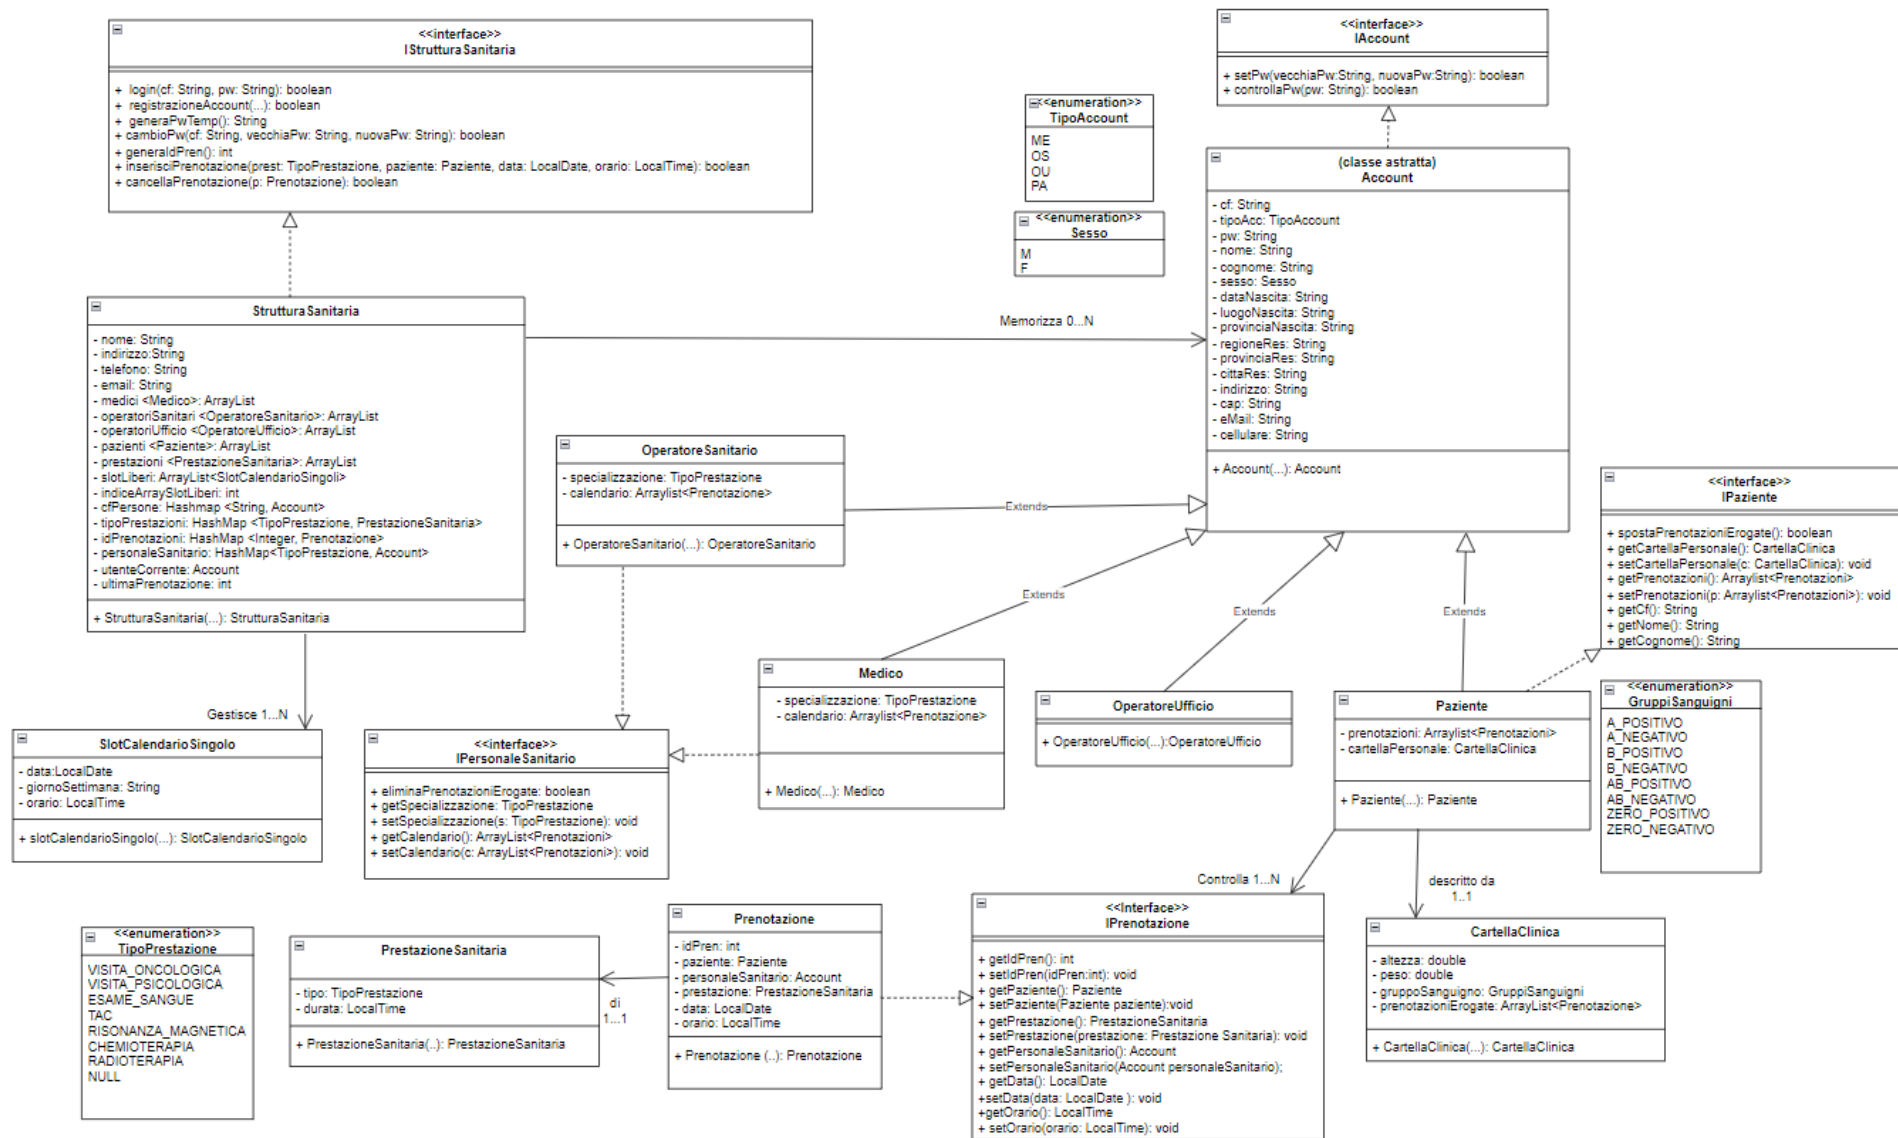 <<interface>>
IStrutturaSanitaria
+ login(cf: String, pw: String): boolean
+ registrazioneAccount(...): boolean
+ generaPwTemp(): String
+ cambioPw(cf: String, vecchiaPw: String, nuovaPw: String): boolean
+ generaIdPren(): int
+ inserisciPrenotazione(prest: TipoPrestazione, paziente: Paziente, data: LocalDate, orario: LocalTime): boolean
+ cancellaPrenotazione(p: Prenotazione): boolean
<<interface>>
IAccount
+ setPw(vecchiaPw:String, nuovaPw:String): boolean
+ controllaPw(pw: String): boolean
<<enumeration>>
TipoAccount
ME
OS
OU
PA
<<enumeration>>
Sesso
M
F
(classe astratta)
Account
- cf: String
- tipoAcc: TipoAccount
- pw: String
- nome: String
- cognome: String
- sesso: Sesso
- dataNascita: String
- luogoNascita: String
- provinciaNascita: String
- regioneRes: String
- provinciaRes: String
- cittaRes: String
- indirizzo: String
- cap: String
- eMail: String
- cellulare: String
+ Account(...): Account
StrutturaSanitaria
- nome: String
- indirizzo:String
- telefono: String
- email: String
- medici <Medico>: ArrayList
- operatoriSanitari <OperatoreSanitario>: ArrayList
- operatoriUfficio <OperatoreUfficio>: ArrayList
- pazienti <Paziente>: ArrayList
- prestazioni <PrestazioneSanitaria>: ArrayList
- slotLiberi: ArrayList<SlotCalendarioSingoli>
- indiceArraySlotLiberi: int
- cfPersone: Hashmap <String, Account>
- tipoPrestazioni: HashMap <TipoPrestazione, PrestazioneSanitaria>
- idPrenotazioni: HashMap <Integer, Prenotazione>
- personaleSanitario: HashMap<TipoPrestazione, Account>
- utenteCorrente: Account
- ultimaPrenotazione: int
+ StrutturaSanitaria(...): StrutturaSanitaria
Memorizza 0...N
OperatoreSanitario
- specializzazione: TipoPrestazione
- calendario: Arraylist<Prenotazione>
+ OperatoreSanitario(...): OperatoreSanitario
Extends
Extends
Extends
Extends
<<interface>>
IPaziente
+ spostaPrenotazioniErogate(): boolean
+ getCartellaPersonale(): CartellaClinica
+ setCartellaPersonale(c: CartellaClinica): void
+ getPrenotazioni(): Arraylist<Prenotazioni>
+ setPrenotazioni(p: Arraylist<Prenotazioni>): void
+ getCf(): String
+ getNome(): String
+ getCognome(): String
Medico
- specializzazione: TipoPrestazione
- calendario: Arraylist<Prenotazione>
+ Medico(...): Medico
OperatoreUfficio
+ OperatoreUfficio(...):OperatoreUfficio
Paziente
- prenotazioni: Arraylist<Prenotazioni>
- cartellaPersonale: CartellaClinica
+ Paziente(...): Paziente
<<enumeration>>
GruppiSanguigni
A_POSITIVO
A_NEGATIVO
B_POSITIVO
B_NEGATIVO
AB_POSITIVO
AB_NEGATIVO
ZERO_POSITIVO
ZERO_NEGATIVO
Gestisce 1...N
SlotCalendarioSingolo
- data:LocalDate
- giornoSettimana: String
- orario: LocalTime
+ slotCalendarioSingolo(...): SlotCalendarioSingolo
<<interface>>
IPersonaleSanitario
+ eliminaPrenotazioniErogate: boolean
+ getSpecializzazione: TipoPrestazione
+ setSpecializzazione(s: TipoPrestazione): void
+ getCalendario(): ArrayList<Prenotazioni>
+ setCalendario(c: ArrayList<Prenotazioni>): void
Controlla 1...N
descritto da
1..1
<<enumeration>>
TipoPrestazione
VISITA_ONCOLOGICA
VISITA_PSICOLOGICA
ESAME_SANGUE
TAC
RISONANZA_MAGNETICA
CHEMIOTERAPIA
RADIOTERAPIA
NULL
PrestazioneSanitaria
- tipo: TipoPrestazione
- durata: LocalTime
+ PrestazioneSanitaria(..): PrestazioneSanitaria
di
1...1
Prenotazione
- idPren: int
- paziente: Paziente
- personaleSanitario: Account
- prestazione: PrestazioneSanitaria
- data: LocalDate
- orario: LocalTime
+ Prenotazione (..): Prenotazione
<<Interface>>
IPrenotazione
+ getIdPren(): int
+ setIdPren(idPren:int): void
+ getPaziente(): Paziente
+ setPaziente(Paziente paziente):void
+ getPrestazione(): PrestazioneSanitaria
+ setPrestazione(prestazione: Prestazione Sanitaria): void
+ getPersonaleSanitario(): Account
+ setPersonaleSanitario(Account personaleSanitario);
+ getData(): LocalDate
+setData(data: LocalDate ): void
+getOrario(): LocalTime
+ setOrario(orario: LocalTime): void
CartellaClinica
- altezza: double
- peso: double
- gruppoSanguigno: GruppiSanguigni
- prenotazioniErogate: ArrayList<Prenotazione>
+ CartellaClinica(...): CartellaClinica